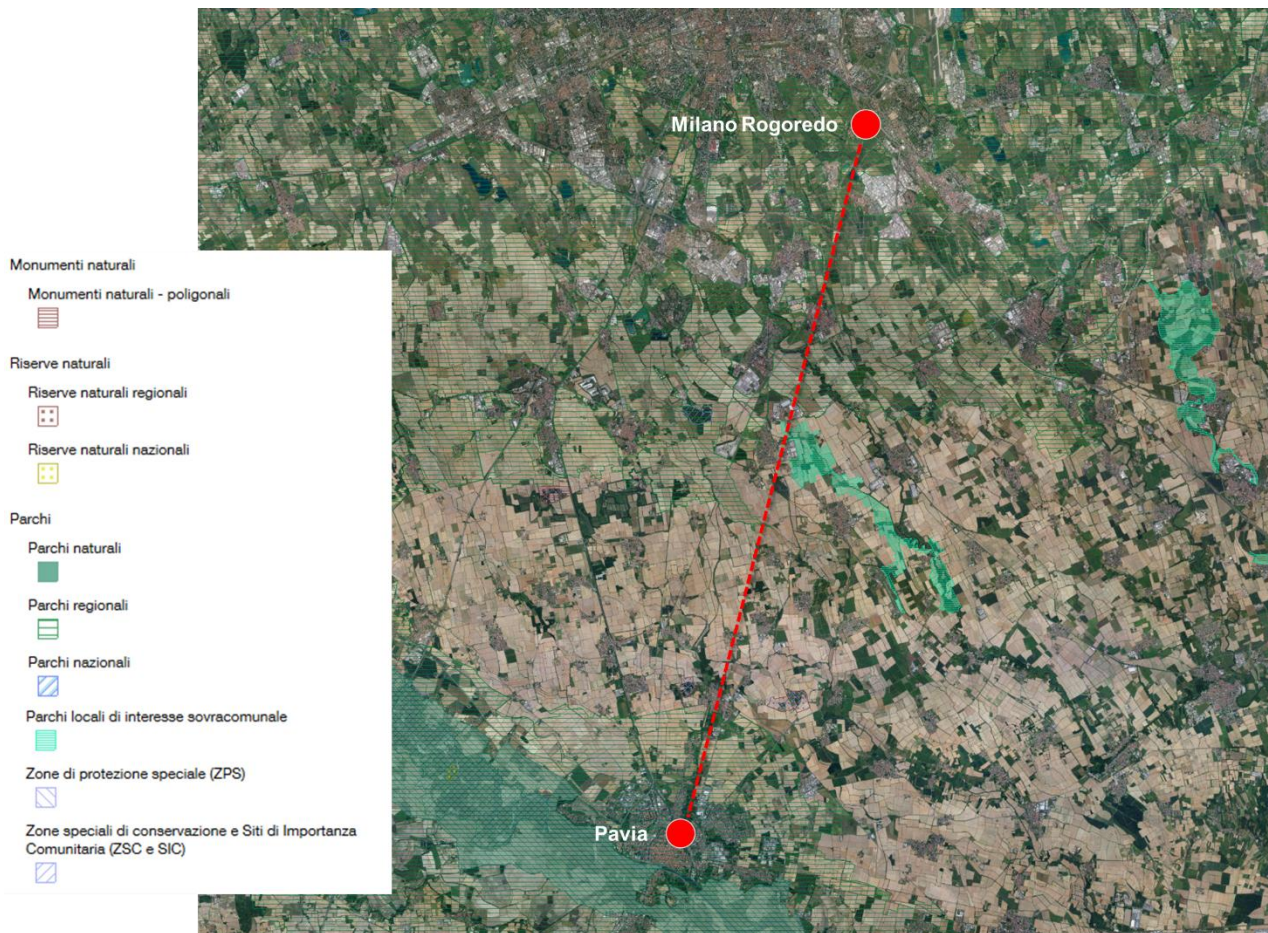 Milano Rogoredo
Monumenti naturali
Monumenti naturali - poligonali
Riserve naturali
Riserve naturali regionali
Riserve naturali nazionali
Parchi
Parchi naturali
Parchi regionali
Parchi nazionali
Parchi locali di interesse sovracomunale
Zone di protezione speciale (ZPS)
Zone speciali di conservazione e Siti di Importanza
Comunitaria (ZSC e SIC)
Pavia